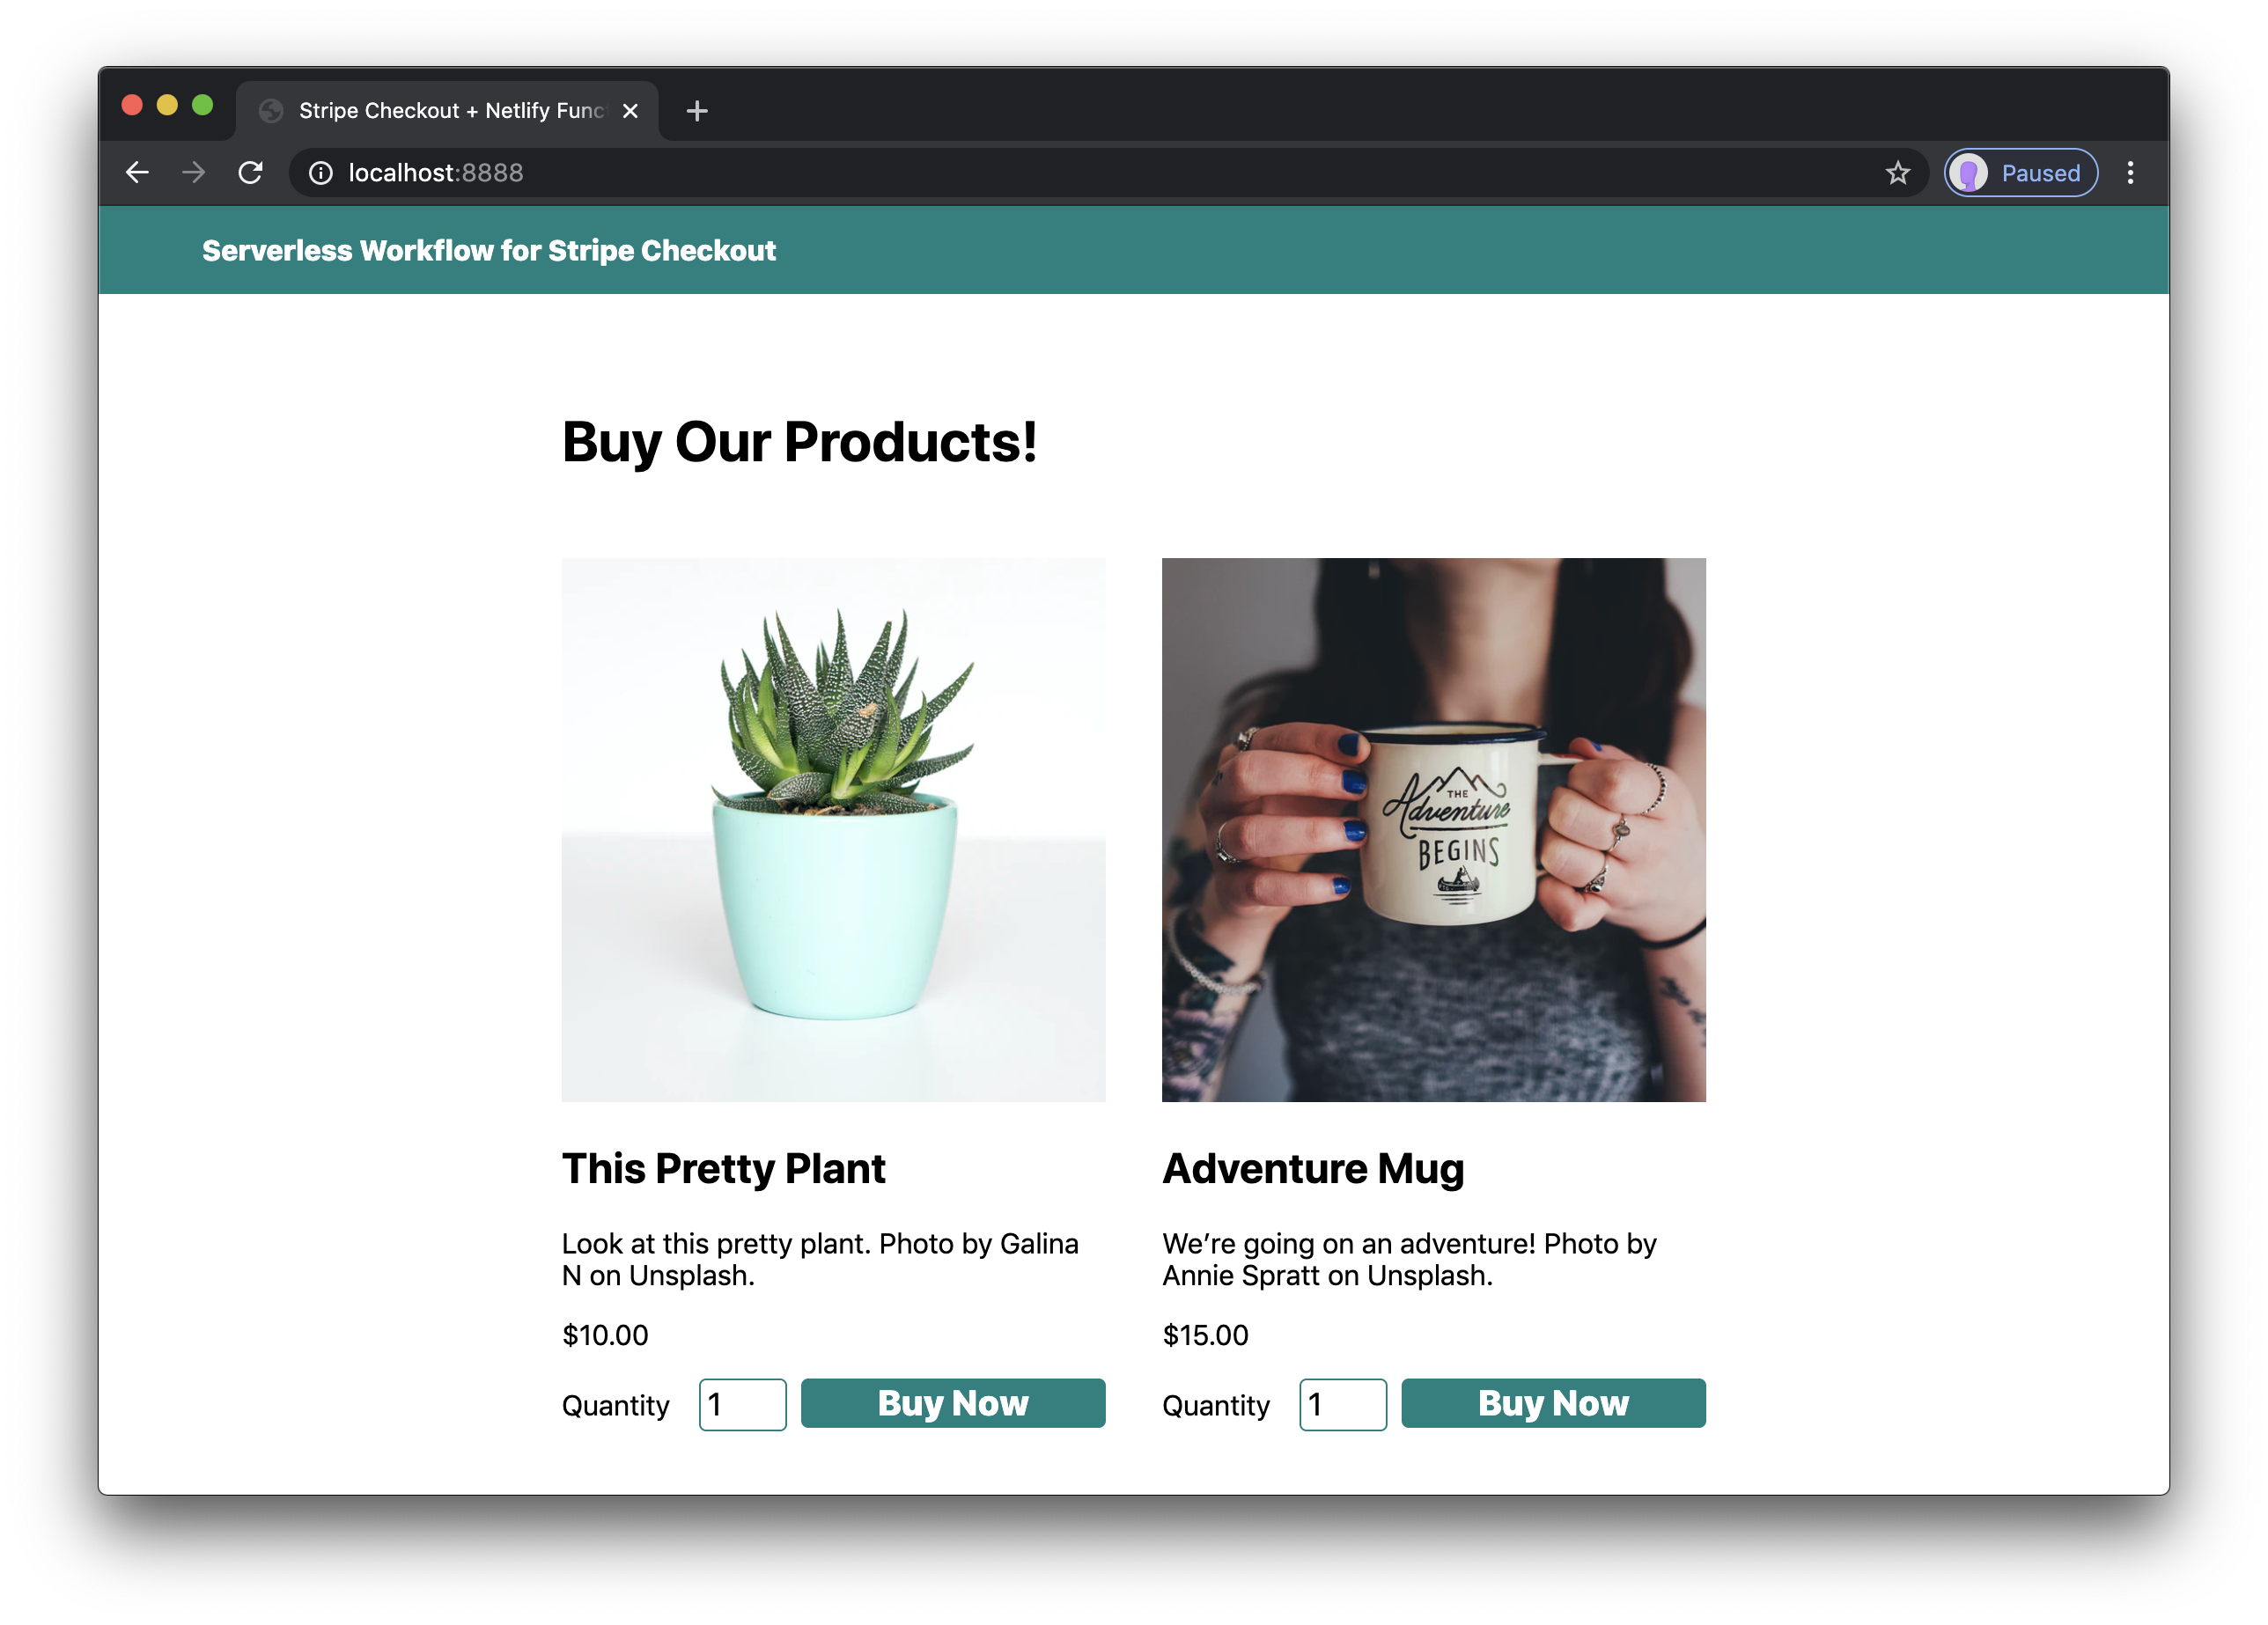 Stripe Checkout + Netlify Func
localhost:8888
Paused
Serverless Workflow for Stripe Checkout
Buy Our Products!
THE
Adventure
BEGINS
This Pretty Plant
Look at this pretty plant. Photo by Galina
N on Unsplash.
$10.00
Quantity 1 Buy Now
Adventure Mug
We’re going on an adventure! Photo by
Annie Spratt on Unsplash.
$15.00
Quantity 1 Buy Now